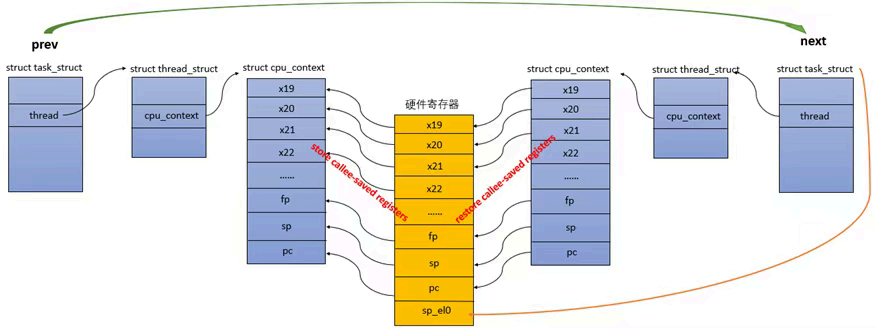 prev
next
struct task_struct
struct thread_struct
struct cpu_context
struct cpu_context
struct thread_struct
struct task_struct
thread
cpu_context
x19
x20
x21
x22
......
fp
sp
pc
store callee-saved registers
硬件寄存器
x19
x20
x21
x22
......
fp
sp
pc
sp_el0
restore callee-saved registers
x19
x20
x21
x22
......
fp
sp
pc
cpu_context
thread